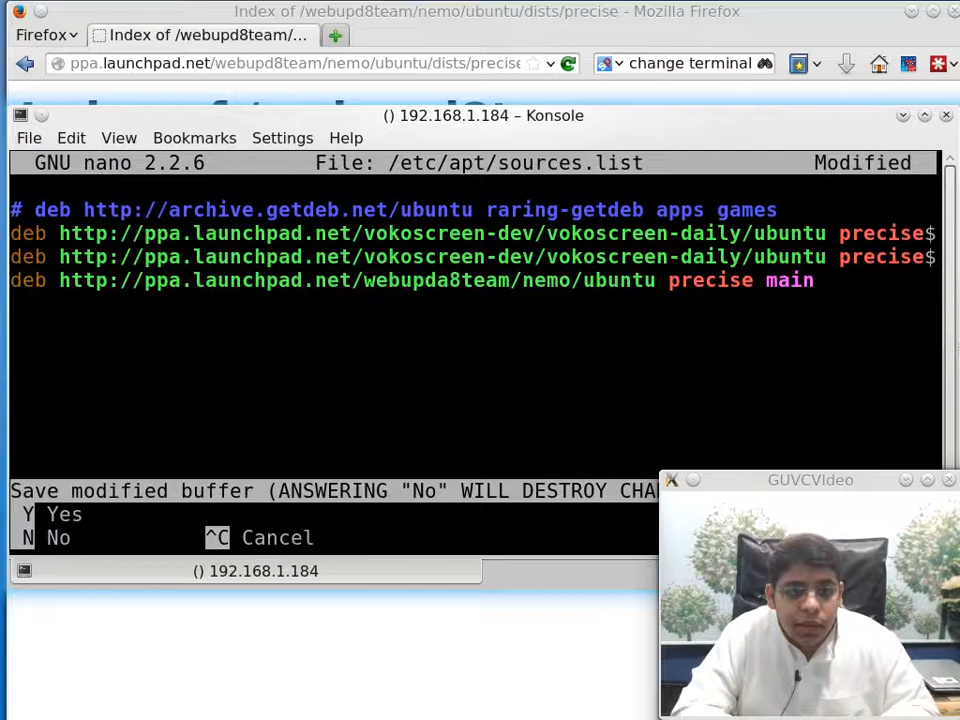 Index of /webupd8team/nemo/ubuntu/dists/precise - Mozilla Firefox
Firefox
Index of /webupd8team/...
ppa.launchpad.net/webupd8team/nemo/ubuntu/dists/precise
change terminal
() 192.168.1.184 – Konsole
File Edit View Bookmarks Settings Help
GNU nano 2.2.6 File: /etc/apt/sources.list Modified
# deb http://archive.getdeb.net/ubuntu raring-getdeb apps games
deb http://ppa.launchpad.net/vokoscreen-dev/vokoscreen-daily/ubuntu precise$
deb http://ppa.launchpad.net/vokoscreen-dev/vokoscreen-daily/ubuntu precise$
deb http://ppa.launchpad.net/webupda8team/nemo/ubuntu precise main
Save modified buffer (ANSWERING "No" WILL DESTROY CHA
Y Yes
N No ^C Cancel
() 192.168.1.184
GUVCVIdeo